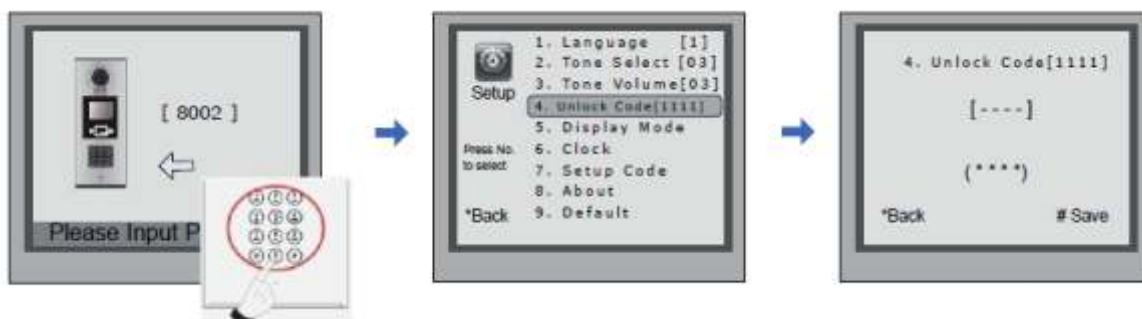 [ 8002 ]
Please Input P
Setup
Press No.
to select
*Back
1. Language [1]
2. Tone Select [03]
3. Tone Volume[03]
4. Unlock Code[1111]
5. Display Mode
6. Clock
7. Setup Code
8. About
9. Default
4. Unlock Code[1111]
[----]
(****)
*Back
# Save